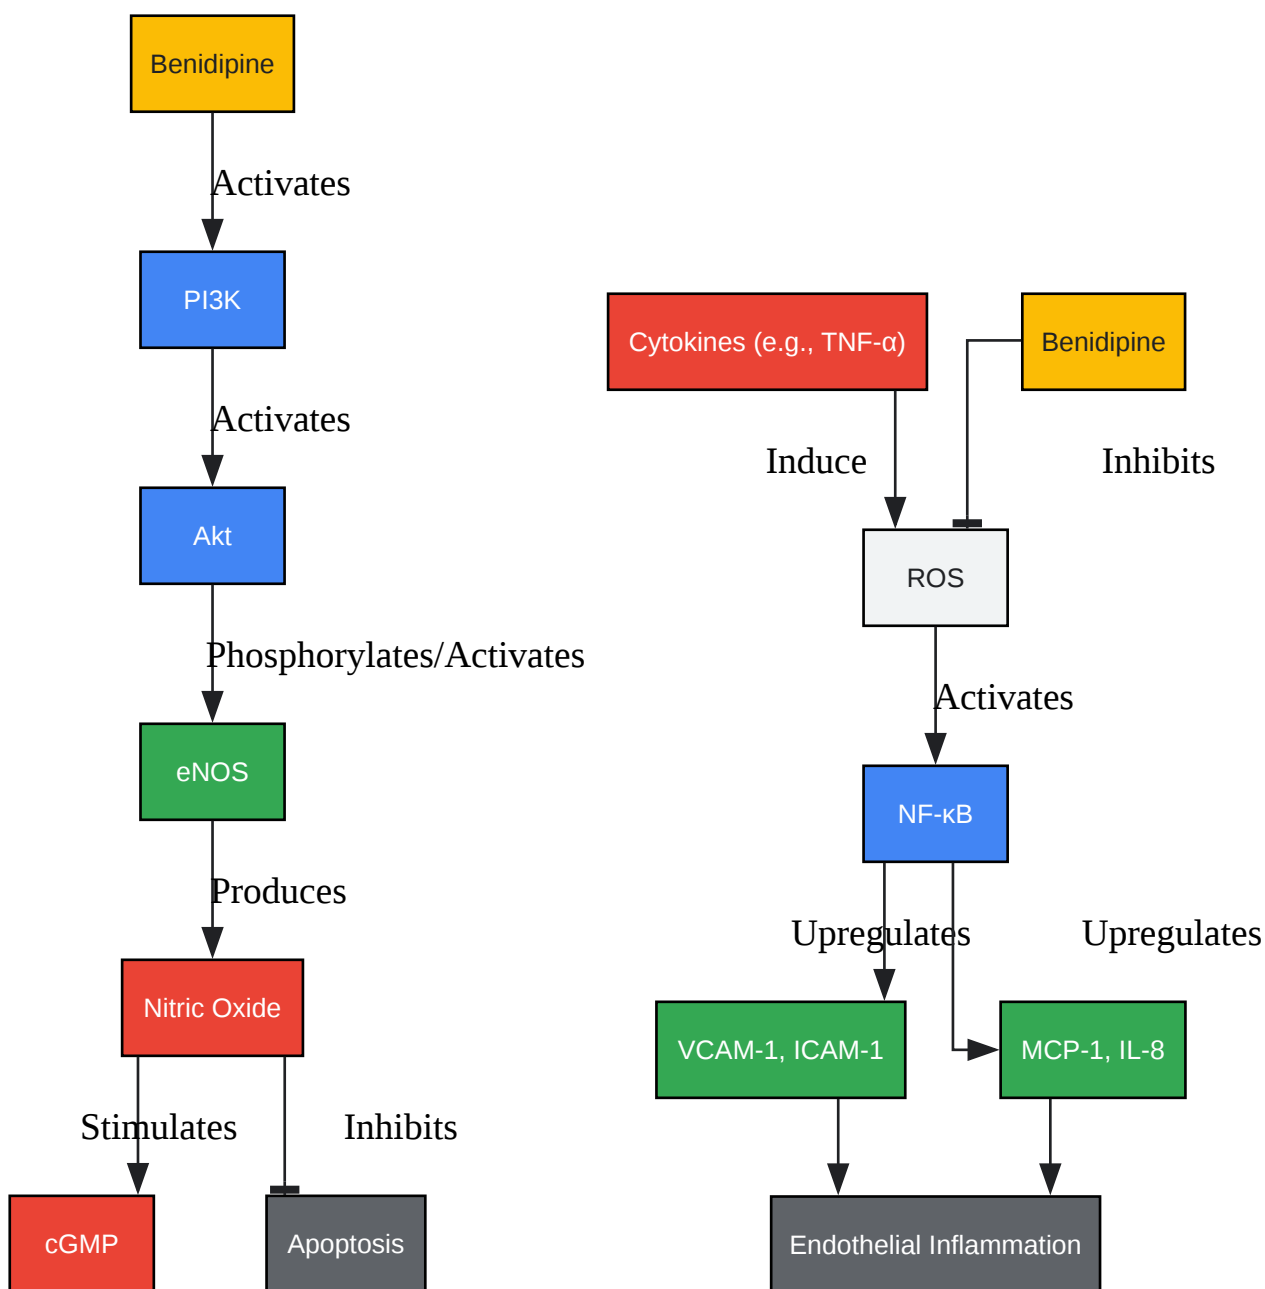 Benidipine
Activates
PI3K
Activates
Akt
Phosphorylates/Activates
eNOS
Produces
Nitric Oxide
Stimulates
Inhibits
cGMP
Apoptosis
Cytokines (e.g., TNF-α)
Benidipine
Induce
Inhibits
ROS
Activates
NF-κB
Upregulates
Upregulates
VCAM-1, ICAM-1
MCP-1, IL-8
Endothelial Inflammation